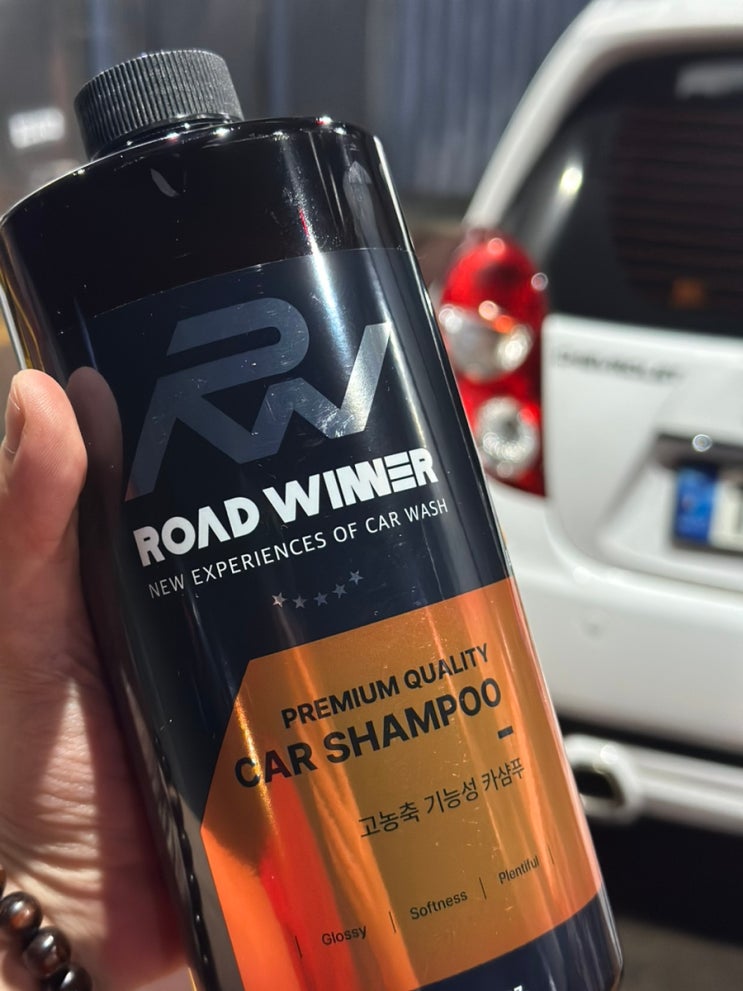 RW
ROAD WINNER
NEW EXPERIENCES OF CAR WASH
PREMIUM QUALITY
CAR SHAMPOO
고농축 기능성 카샴푸
| Glossy | Softness | Plentiful |
CHEVROLET